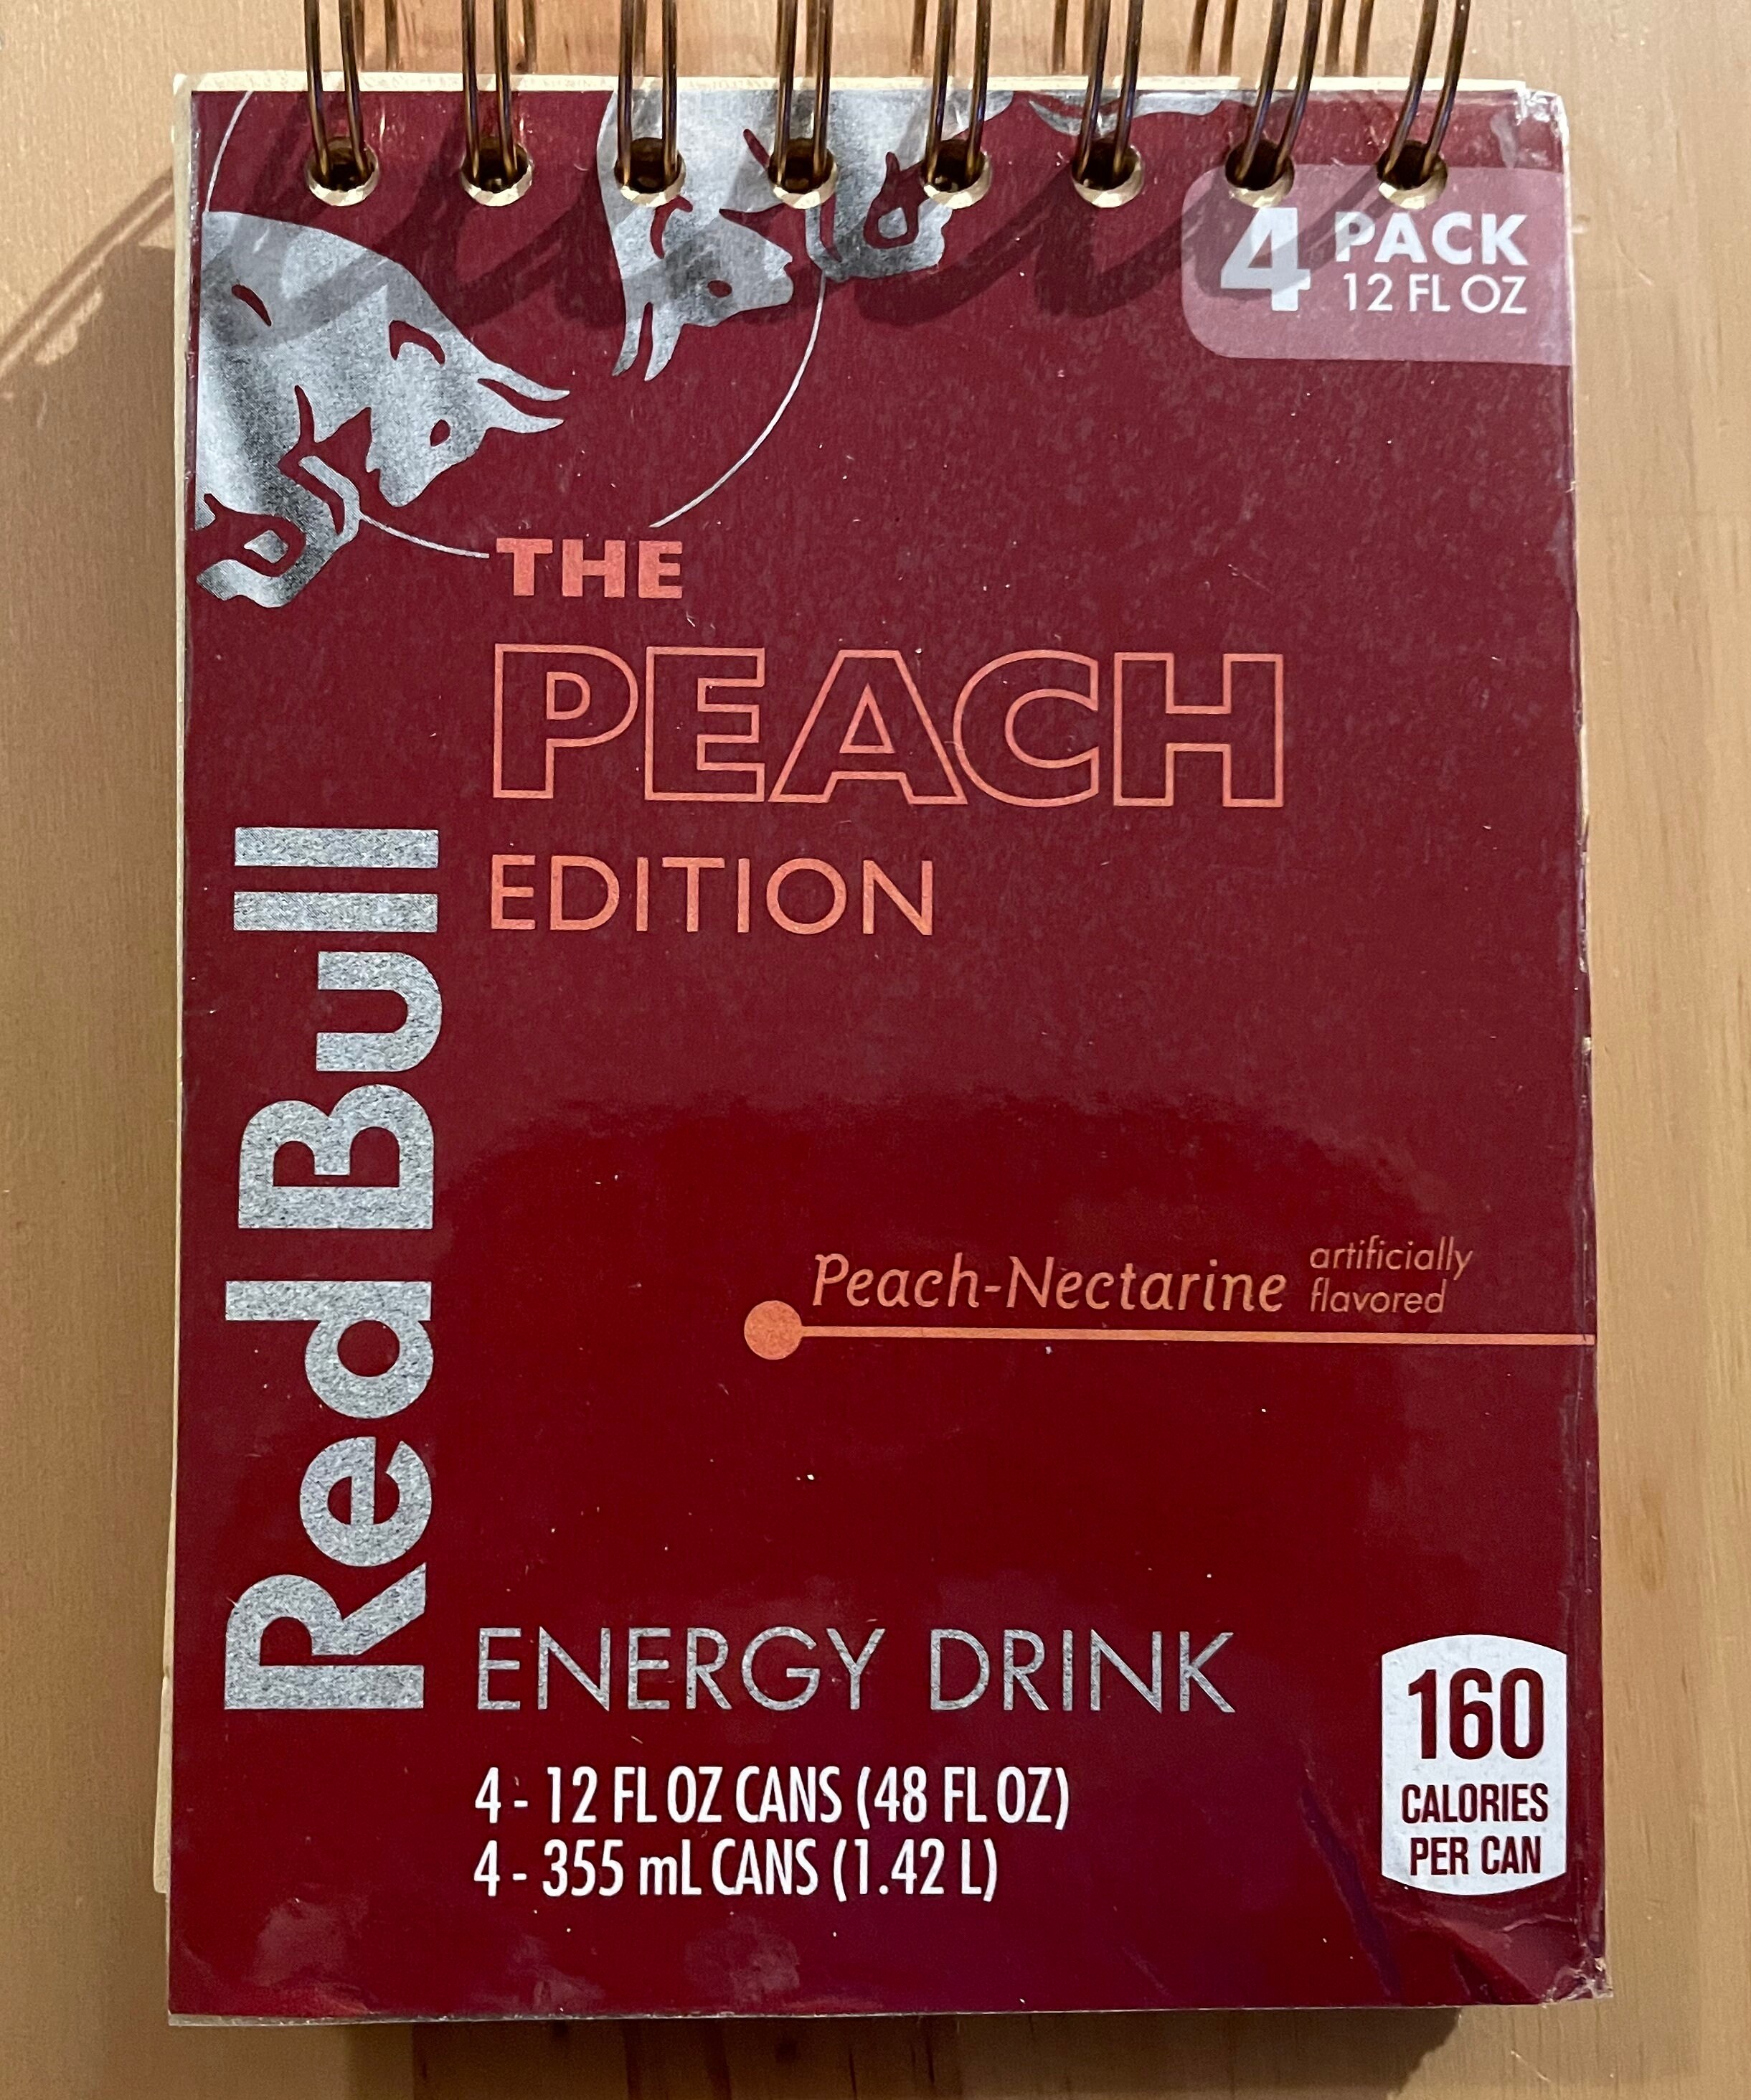 4 PACK
12 FL OZ
THE
PEACH
EDITION
Red Bull
Peach-Nectarine artificially
flavored
ENERGY DRINK
4 - 12 FL OZ CANS (48 FL OZ)
4 - 355 mL CANS (1.42 L)
160
CALORIES
PER CAN